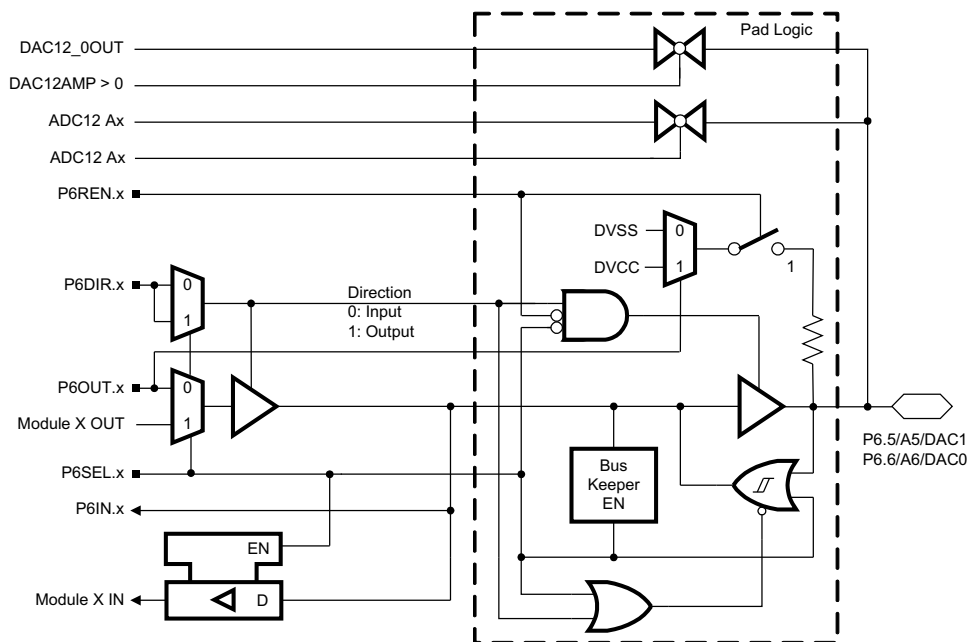 Pad Logic
DAC12_0OUT
DAC12AMP > 0
ADC12 Ax
ADC12 Ax
P6REN.x
DVSS
0
DVCC
1
1
P6DIR.x
0
1
Direction
0: Input
1: Output
P6OUT.x
0
Module X OUT
1
P6SEL.x
P6IN.x
Bus
Keeper
EN
P6.5/A5/DAC1
P6.6/A6/DAC0
EN
Module X IN
D